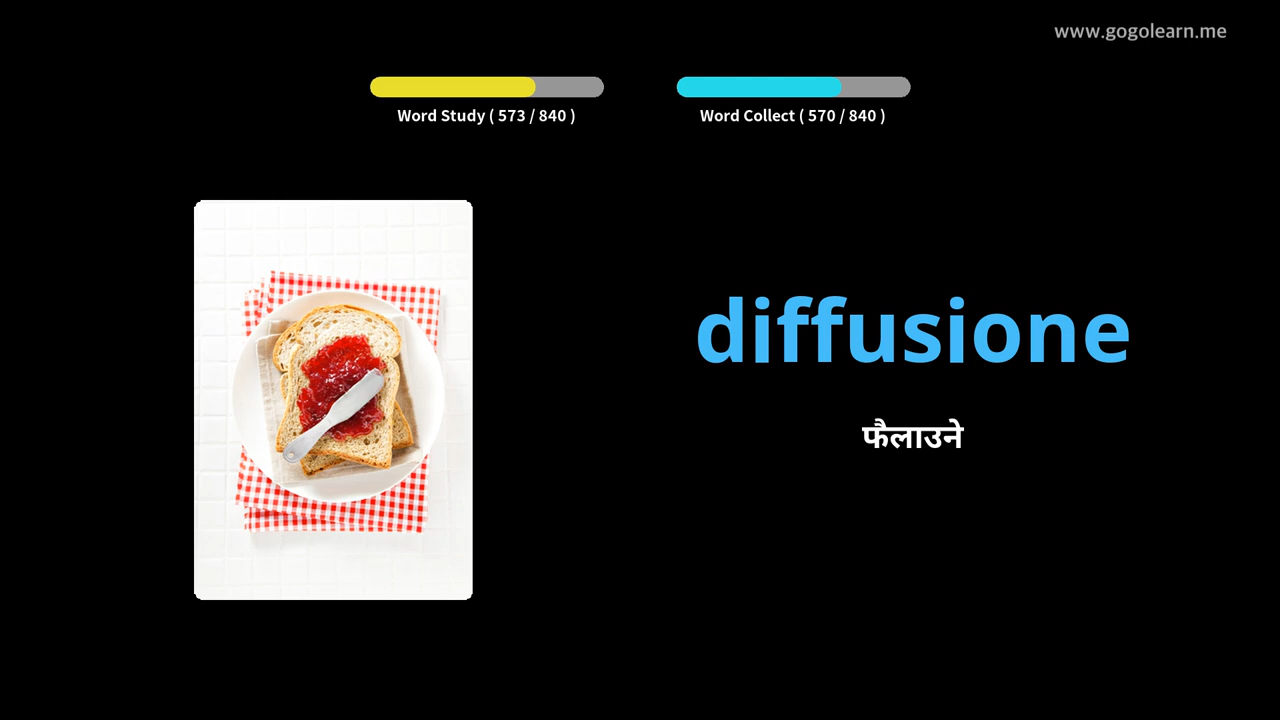 www.gogolearn.me
Word Study ( 573 / 840 )
Word Collect ( 570 / 840 )
diffusione
फैलाउने